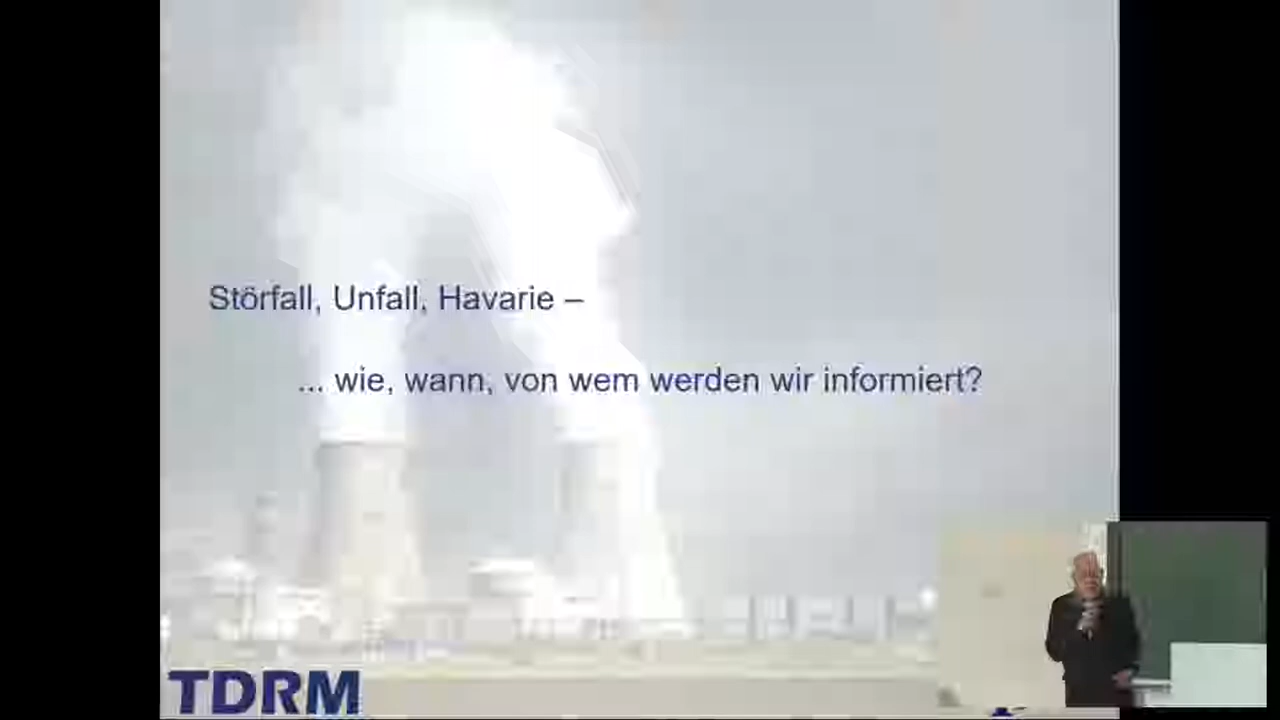 Störfall, Unfall, Havarie –
... wie, wann, von wem werden wir informiert?
TDRM